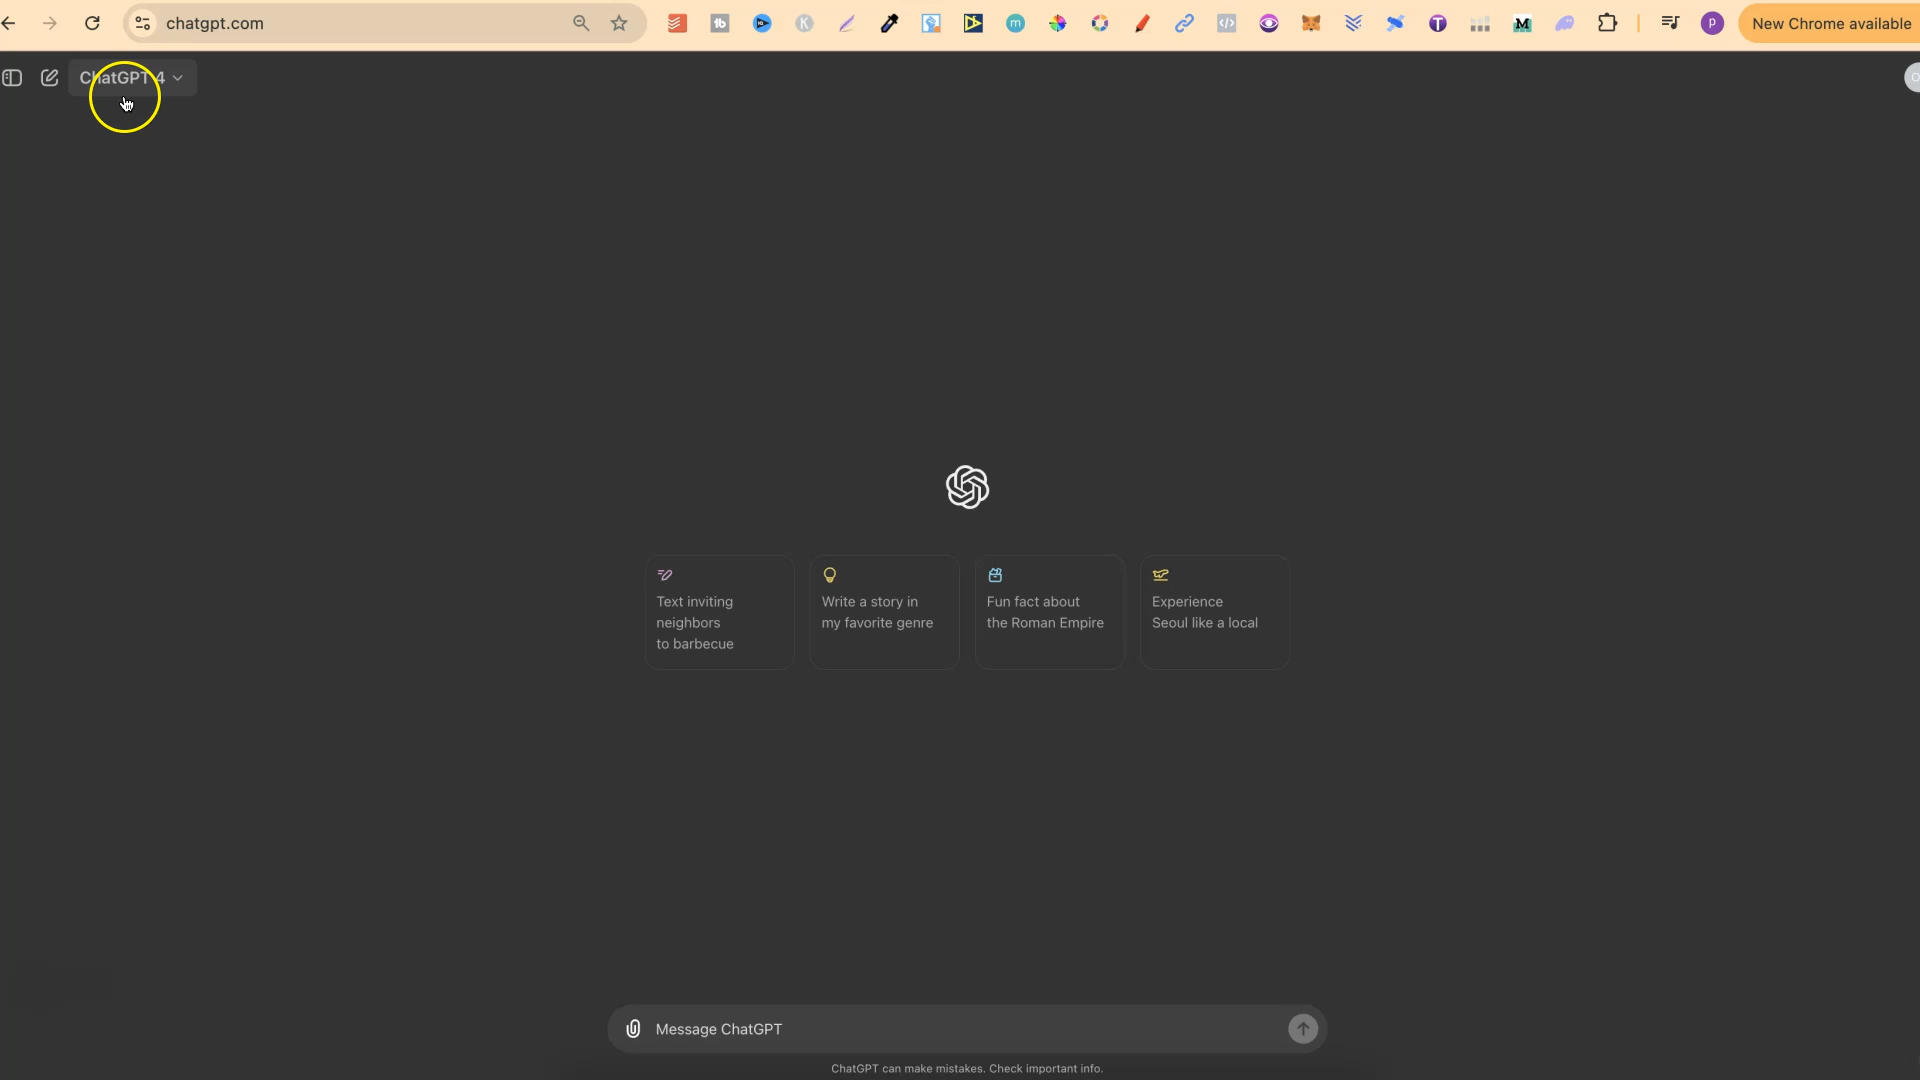 chatgpt.com
New Chrome available
ChatGPT 4
Text inviting
neighbors
to barbecue
Write a story in
my favorite genre
Fun fact about
the Roman Empire
Experience
Seoul like a local
Message ChatGPT
ChatGPT can make mistakes. Check important info.